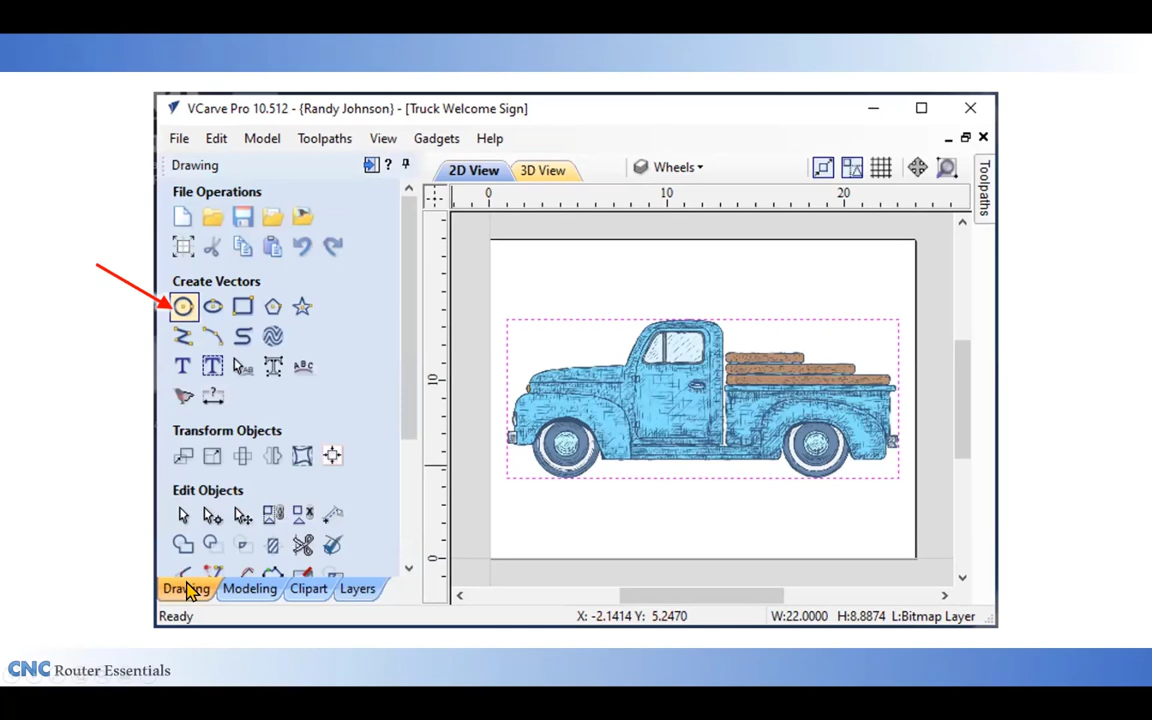 VCarve Pro 10.512 - {Randy Johnson} - [Truck Welcome Sign]
File Edit Model Toolpaths View Gadgets Help
Drawing ?
2D View 3D View Wheels
Toolpaths
File Operations
0 10 20
Create Vectors
T T T ABC
?
10
Transform Objects
Edit Objects
0
Drawing Modeling Clipart Layers
Ready X: -2.1414 Y: 5.2470 W:22.0000 H:8.8874 L:Bitmap Layer
CNC Router Essentials